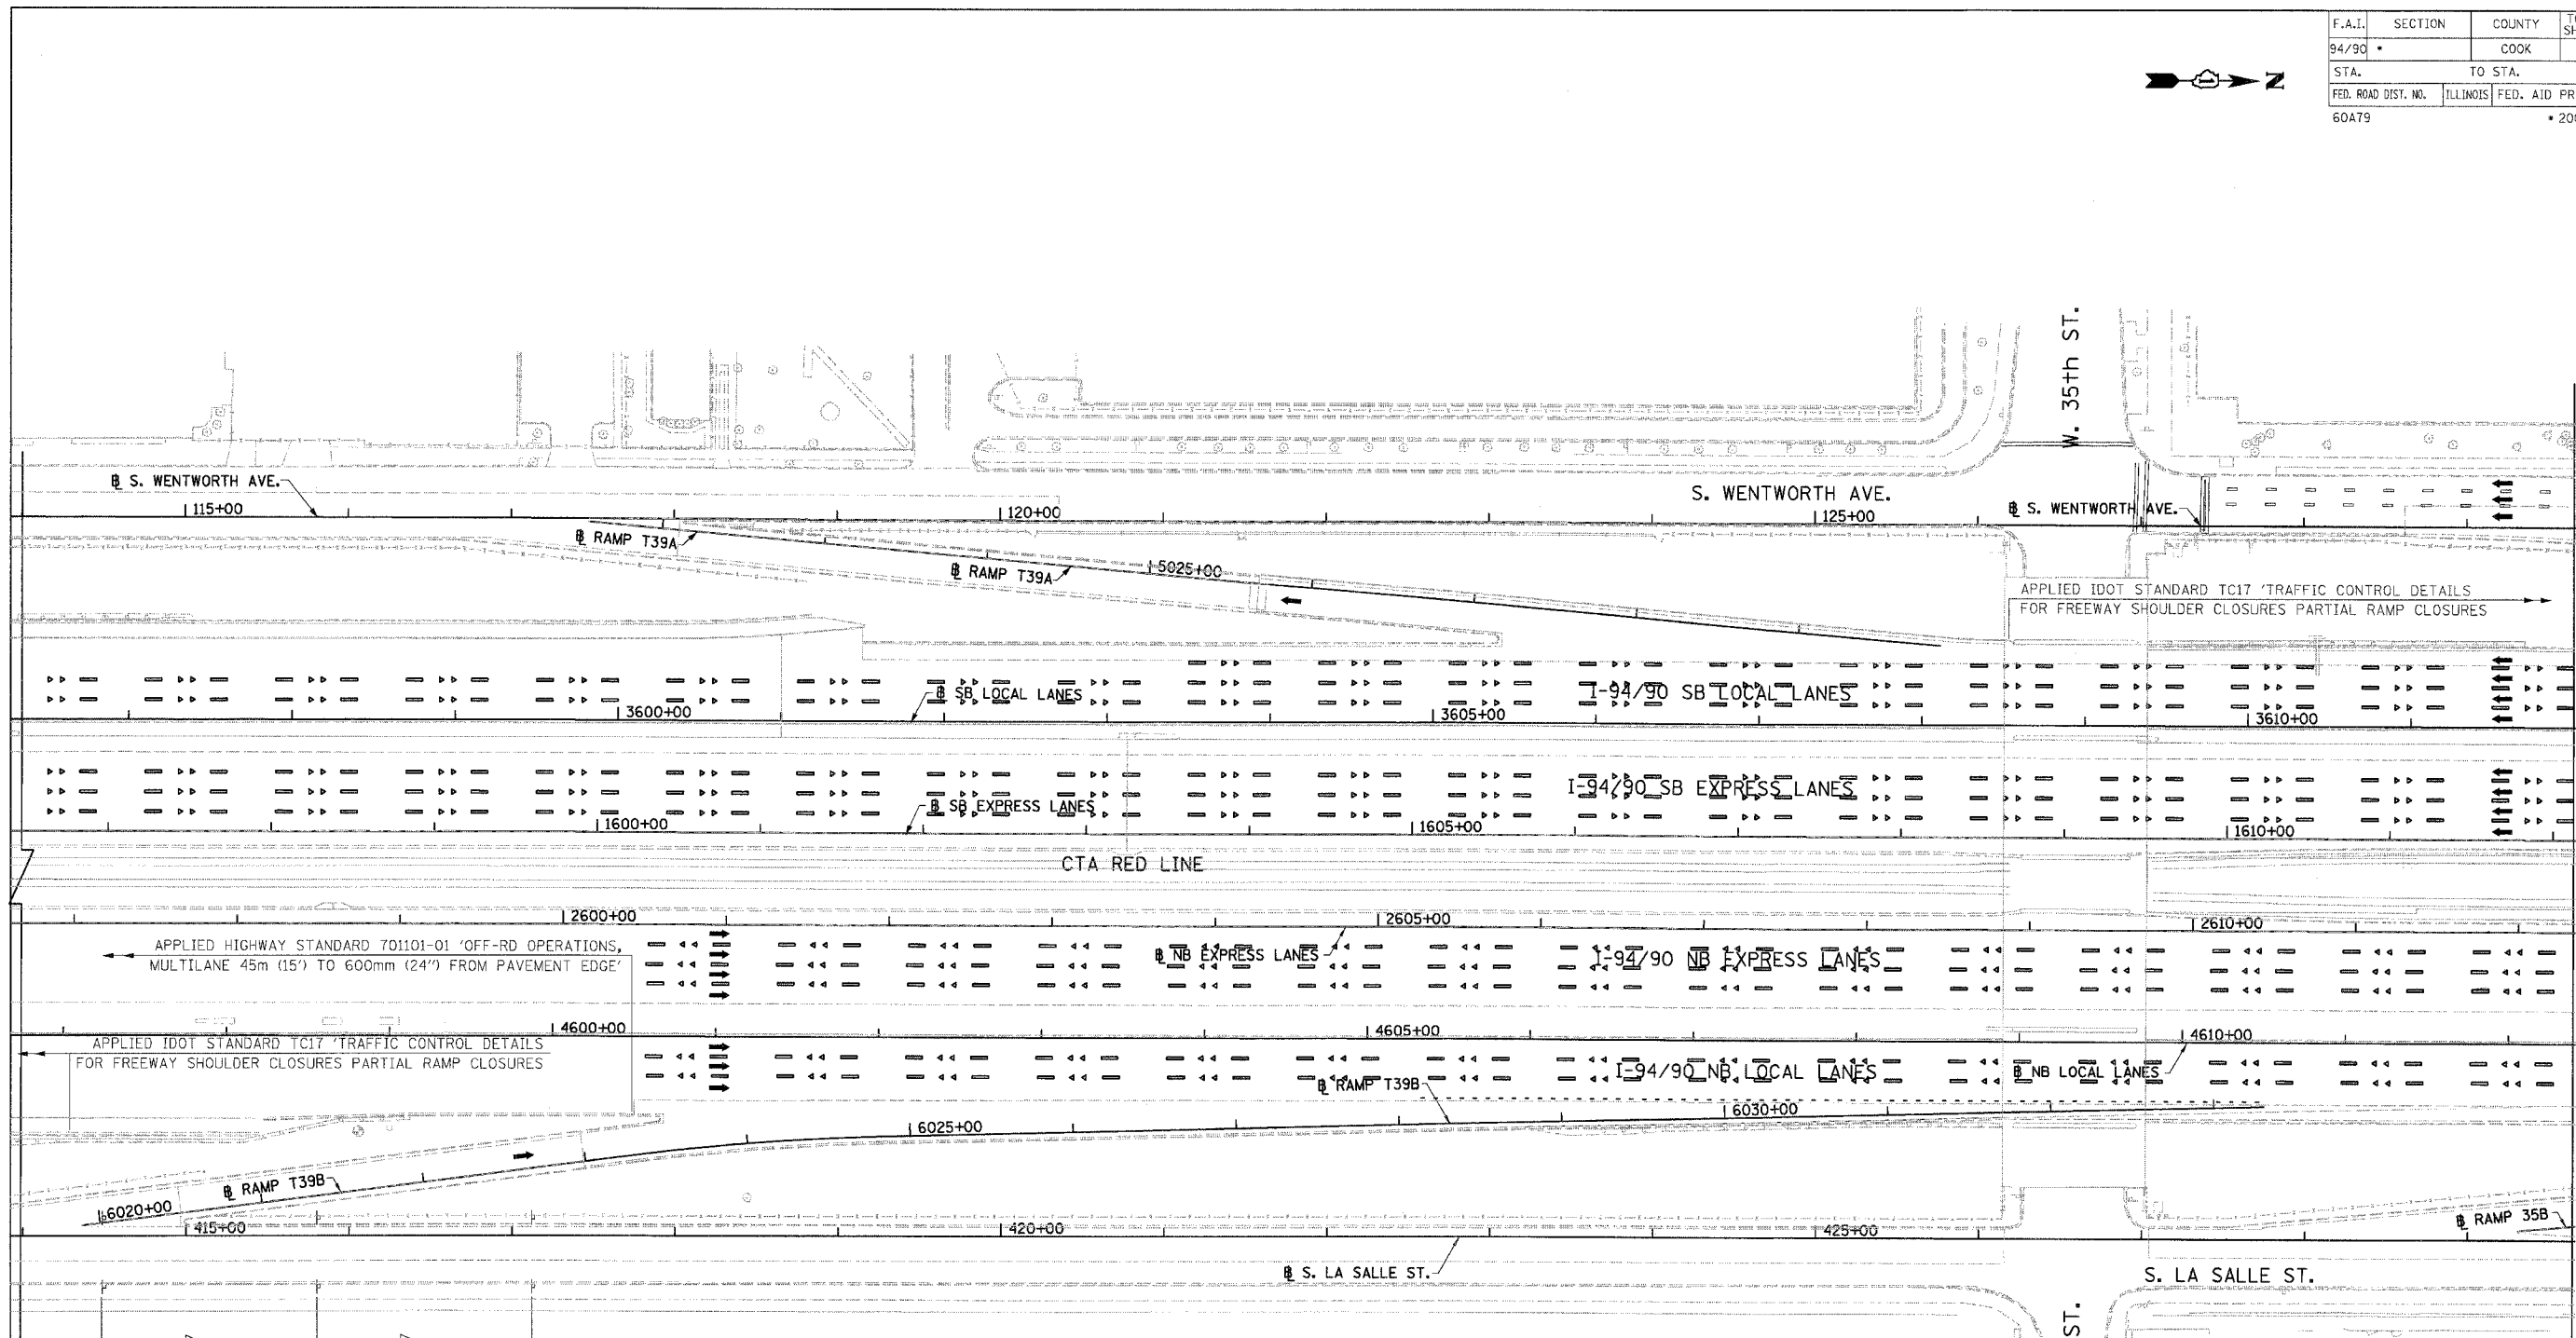 F.A.I. SECTION COUNTY
94/90 * COOK
STA. TO STA.
FED. ROAD DIST. NO. ILLINOIS FED. AID
60A79
N
W. 35th ST.
℄ S. WENTWORTH AVE.
S. WENTWORTH AVE.
℄ S. WENTWORTH AVE.
115+00 120+00 125+00
℄ RAMP T39A
℄ RAMP T39A
5025+00
APPLIED IDOT STANDARD TC17 'TRAFFIC CONTROL DETAILS
FOR FREEWAY SHOULDER CLOSURES PARTIAL RAMP CLOSURES
℄ SB LOCAL LANES
I-94/90 SB LOCAL LANES
3600+00 3605+00 3610+00
I-94/90 SB EXPRESS LANES
℄ SB EXPRESS LANES
1600+00 1605+00 1610+00
CTA RED LINE
2600+00 2605+00 2610+00
APPLIED HIGHWAY STANDARD 701101-01 'OFF-RD OPERATIONS,
MULTILANE 45m (15') TO 600mm (24") FROM PAVEMENT EDGE'
℄ NB EXPRESS LANES
I-94/90 NB EXPRESS LANES
4600+00 4605+00 4610+00
APPLIED IDOT STANDARD TC17 'TRAFFIC CONTROL DETAILS
FOR FREEWAY SHOULDER CLOSURES PARTIAL RAMP CLOSURES
I-94/90 NB LOCAL LANES
℄ NB LOCAL LANES
℄ RAMP T39B
6025+00 6030+00
℄ RAMP T39B
6020+00
415+00 420+00 425+00
℄ RAMP 35B
℄ S. LA SALLE ST.
S. LA SALLE ST.
ST.